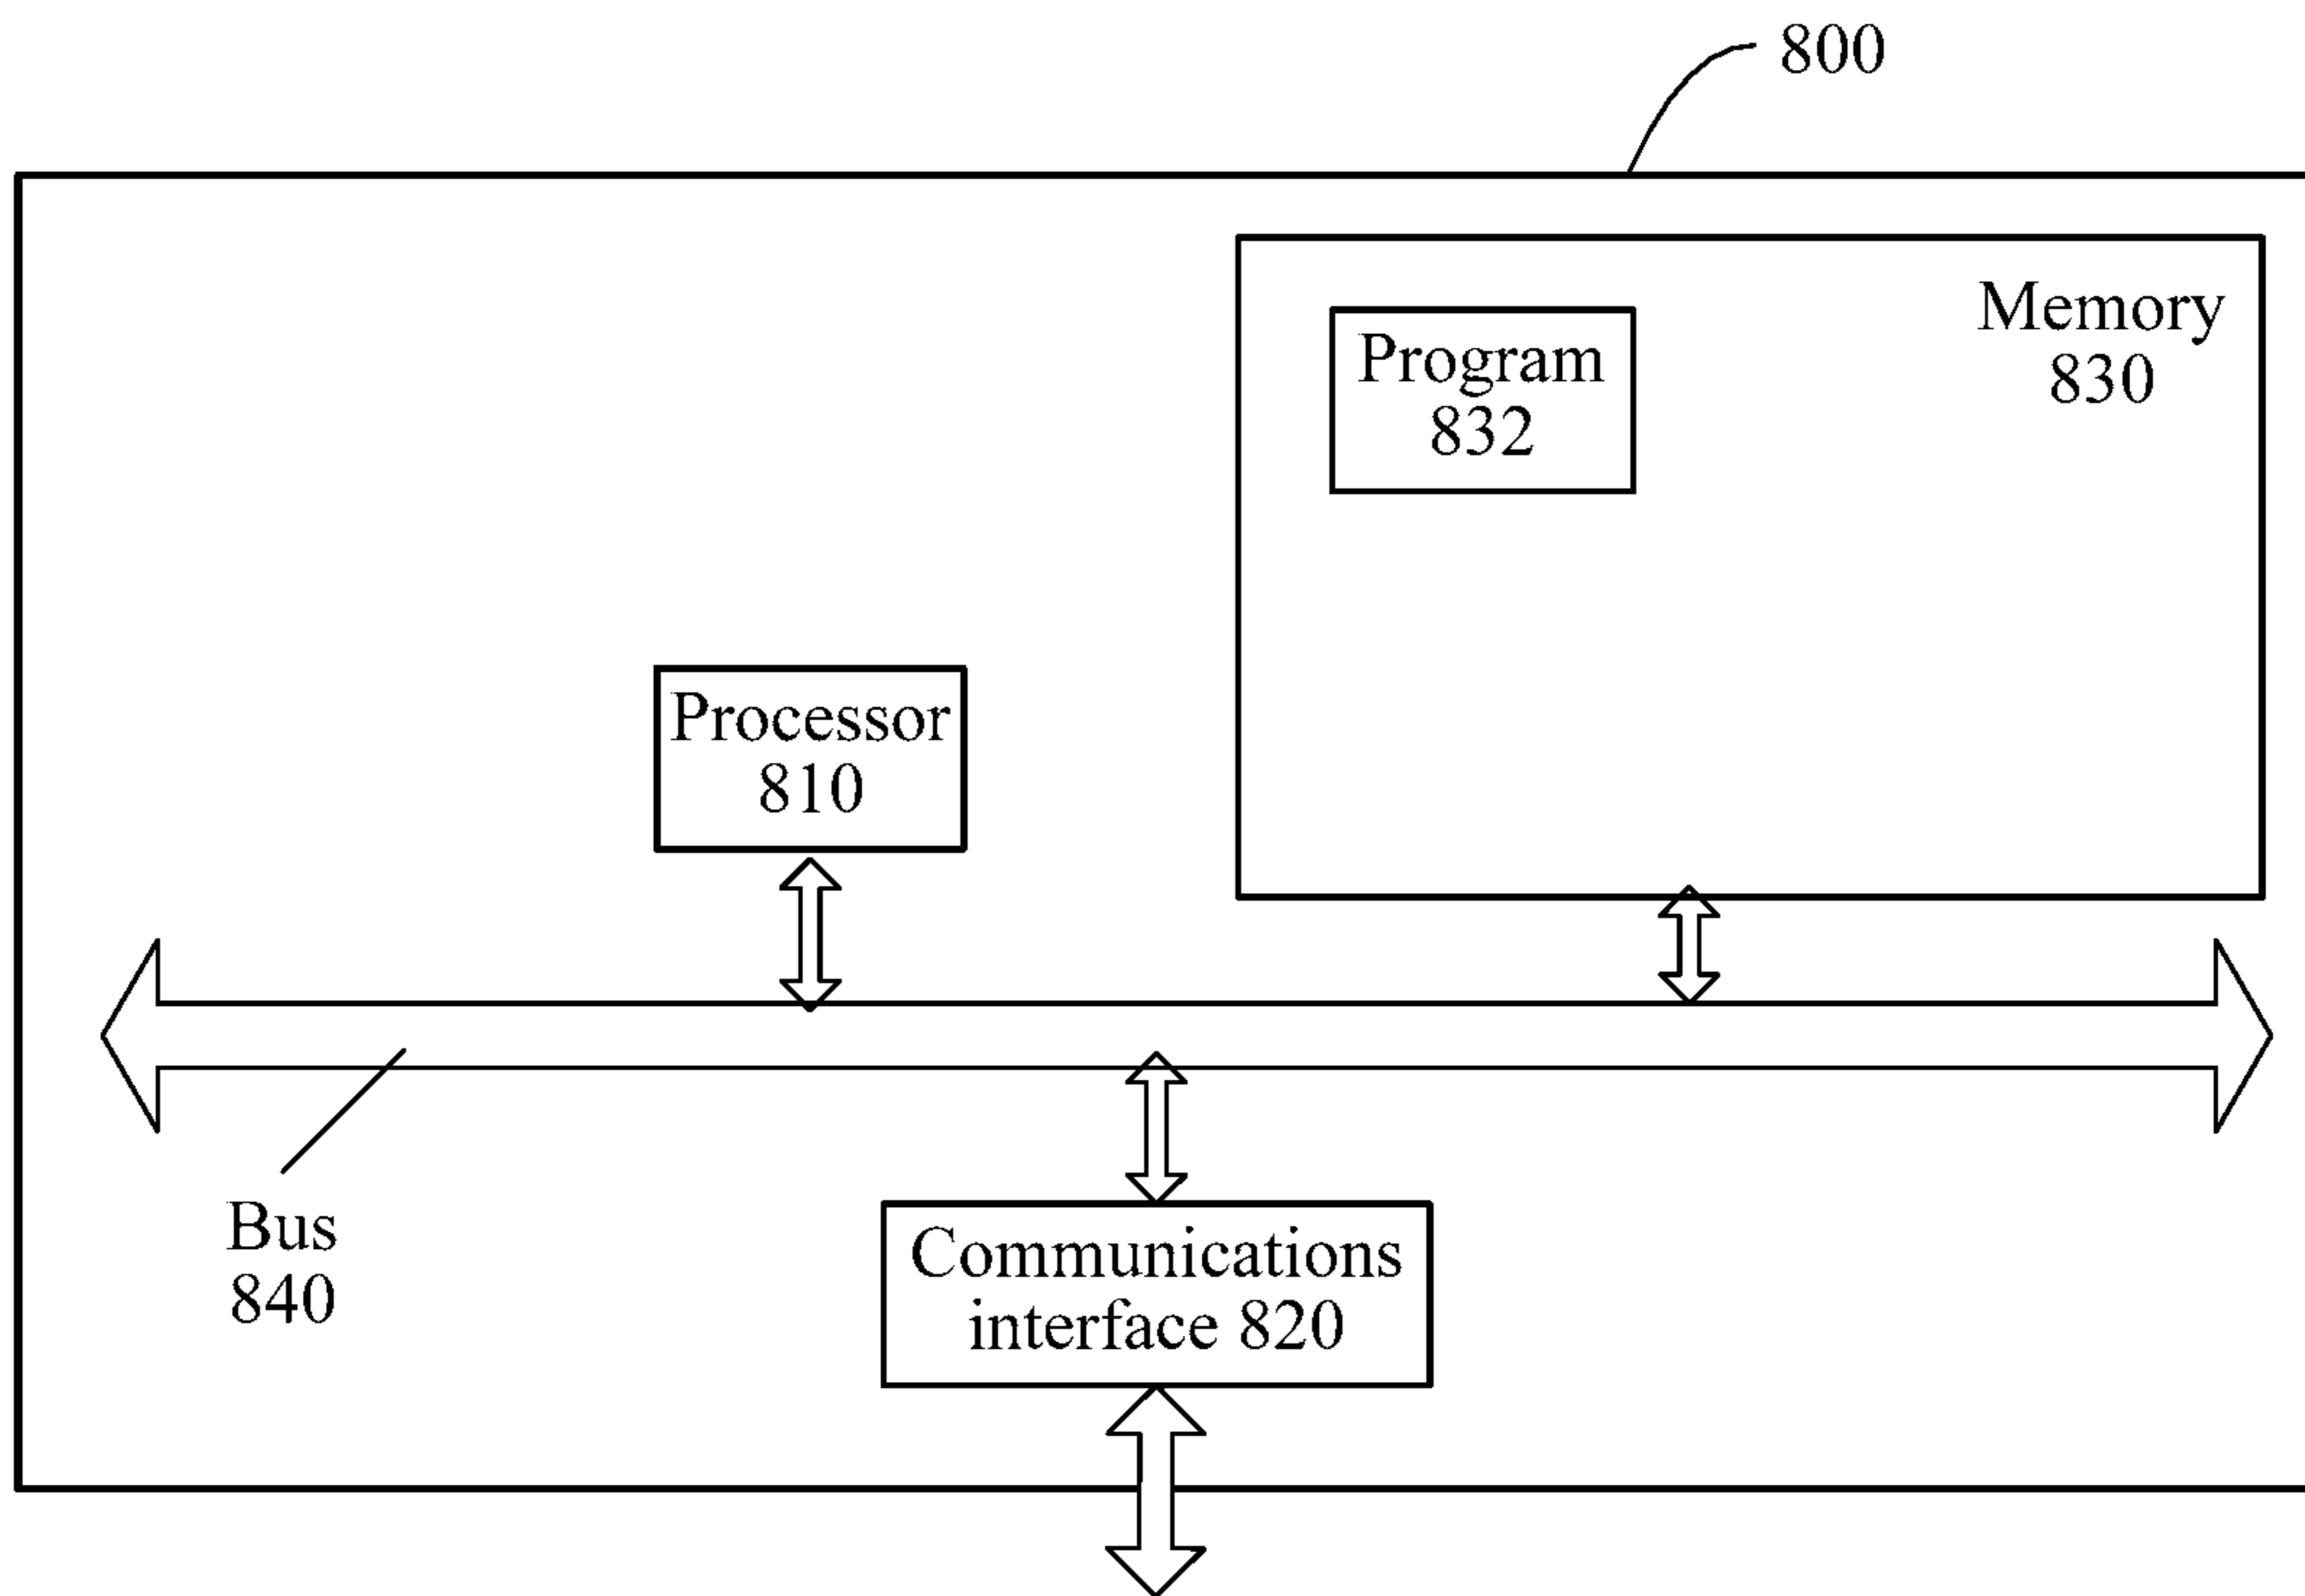 800
Memory
830
Program
832
Processor
810
Bus
840
Communications
interface 820